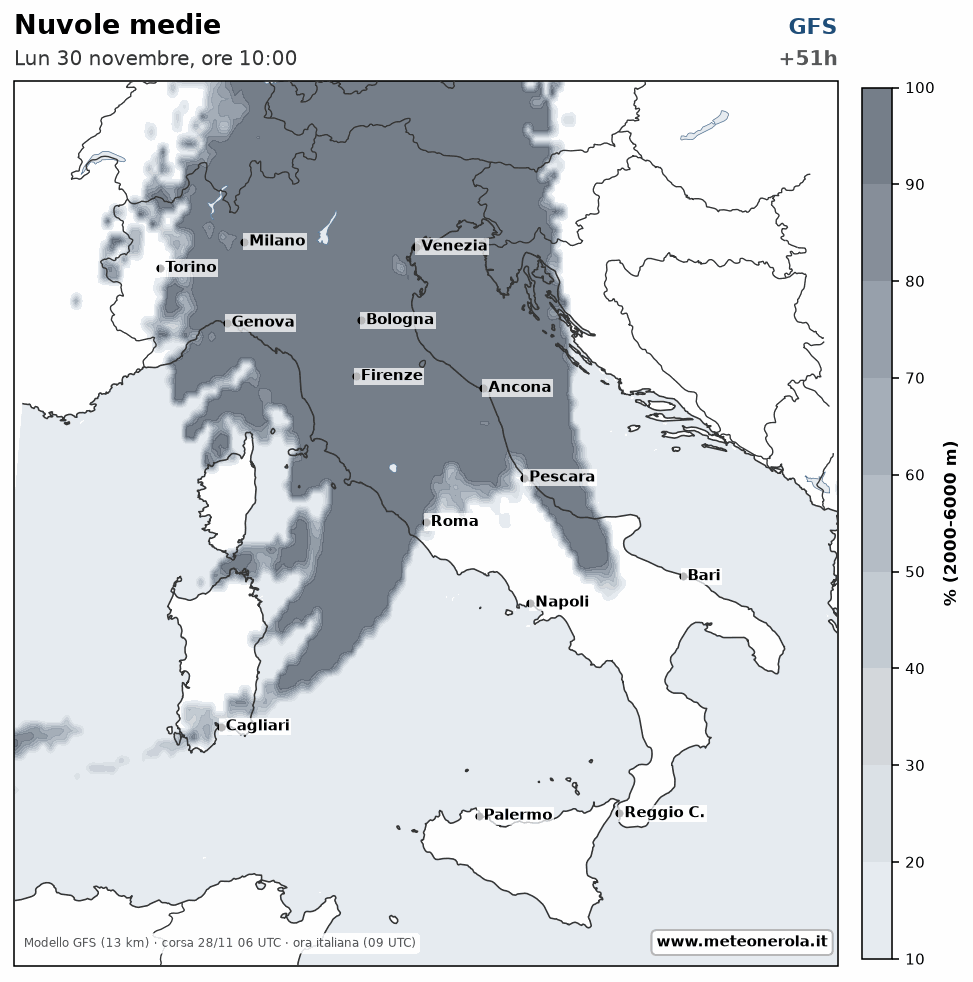 Nuvole medie
GFS
Lun 30 novembre, ore 10:00
+51h
100
90
80
70
60
50
40
30
20
10
% (2000-6000 m)
Milano
Venezia
Torino
Genova
Bologna
Firenze
Ancona
Pescara
Roma
Bari
Napoli
Cagliari
Palermo
Reggio C.
Modello GFS (13 km) · corsa 28/11 06 UTC · ora italiana (09 UTC)
www.meteonerola.it